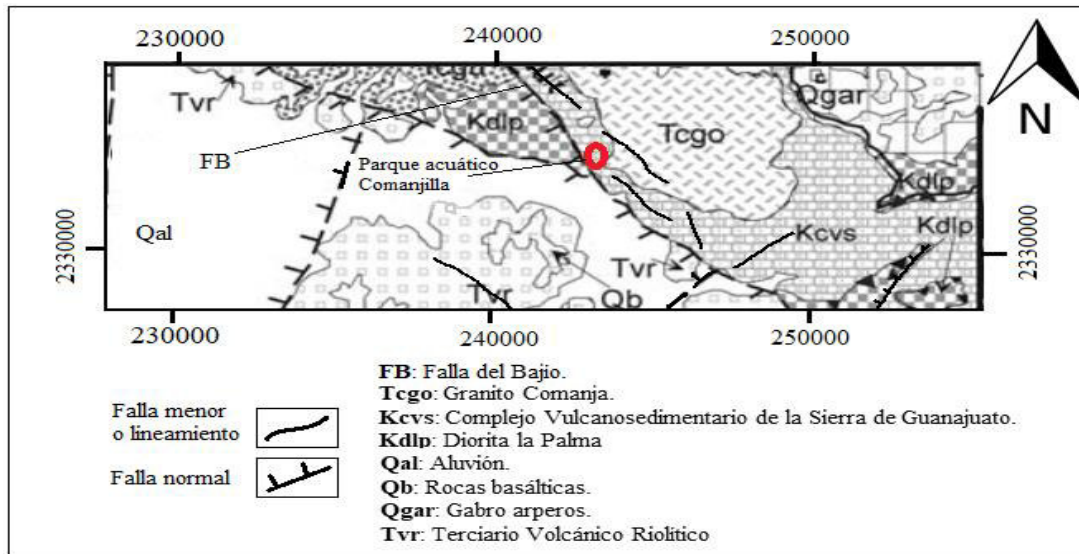 230000
240000
250000
Tvr
Kdlp
Qgar
Tcgo
N
FB
Parque acuático
Comanjilla
Kdlp
2330000
Qal
Kcvs
Kdlp
2330000
Tvr
Tvr
Qb
230000
240000
250000
FB: Falla del Bajio.
Tcgo: Granito Comanja.
Kcvs: Complejo Vulcanosedimentario de la Sierra de Guanajuato.
Kdlp: Diorita la Palma
Qal: Aluvión.
Qb: Rocas basálticas.
Qgar: Gabro arperos.
Tvr: Terciario Volcánico Riolítico
Falla menor
o lineamiento
Falla normal